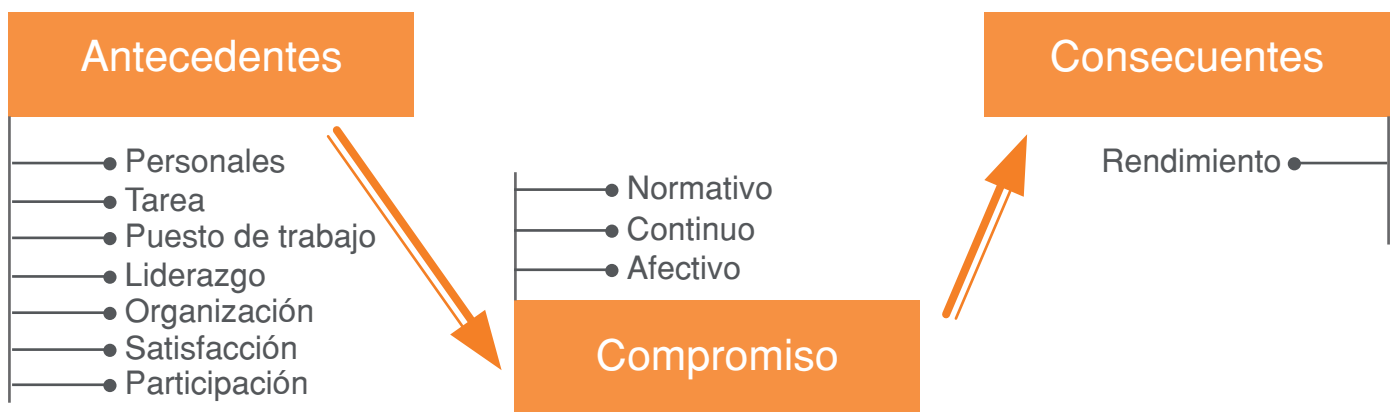 Antecedentes
Personales
Tarea
Puesto de trabajo
Liderazgo
Organización
Satisfacción
Participación
Normativo
Continuo
Afectivo
Compromiso
Consecuentes
Rendimiento